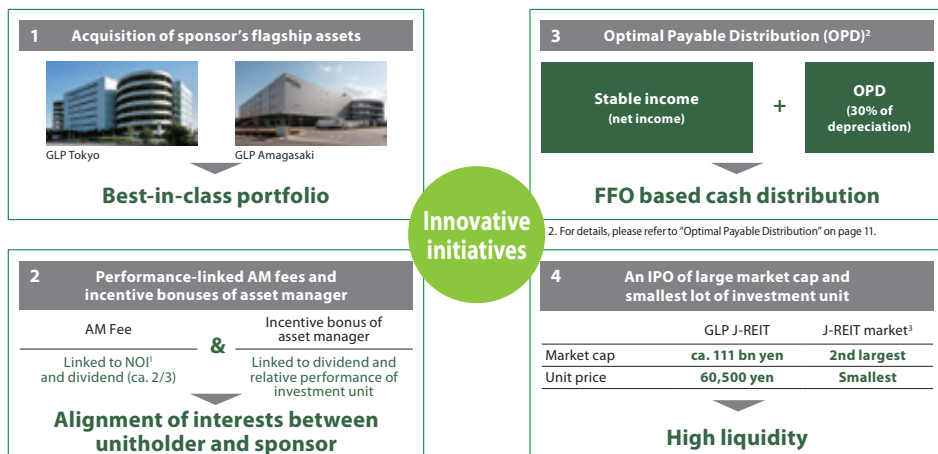 1 Acquisition of sponsor's flagship assets
GLP Tokyo
GLP Amagasaki
Best-in-class portfolio
2 Performance-linked AM fees and
incentive bonuses of asset manager
AM Fee
Linked to NOI1
and dividend (ca. 2/3)
&
Incentive bonus of
asset manager
Linked to dividend and
relative performance of
investment unit
Alignment of interests between
unitholder and sponsor
Innovative
initiatives
3 Optimal Payable Distribution (OPD)2
Stable income
(net income)
+
OPD
(30% of
depreciation)
FFO based cash distribution
2. For details, please refer to "Optimal Payable Distribution" on page 11.
4 An IPO of large market cap and
smallest lot of investment unit
GLP J-REIT J-REIT market3
Market cap ca. 111 bn yen 2nd largest
Unit price 60,500 yen Smallest
High liquidity